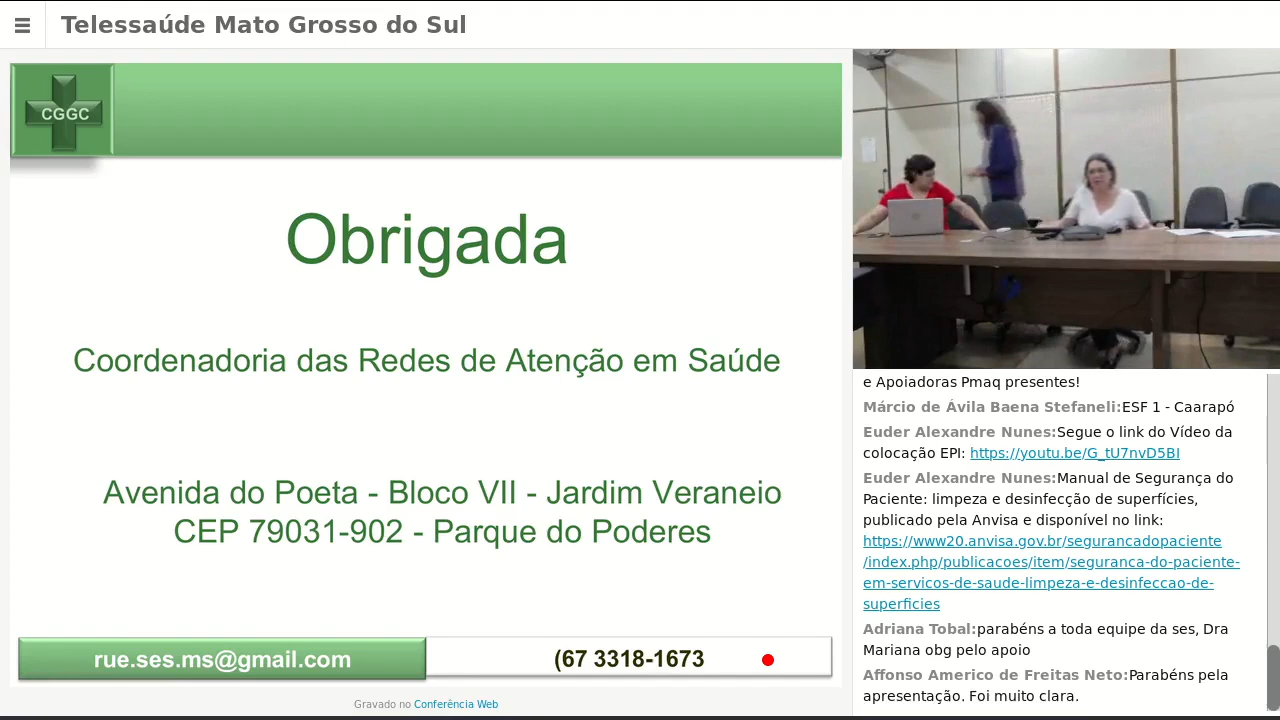 Telessaúde Mato Grosso do Sul
CGGC
Obrigada
Coordenadoria das Redes de Atenção em Saúde
Avenida do Poeta - Bloco VII - Jardim Veraneio
CEP 79031-902 - Parque do Poderes
rue.ses.ms@gmail.com
(67 3318-1673
Gravado no Conferência Web
e Apoiadoras Pmaq presentes!
Márcio de Ávila Baena Stefaneli:ESF 1 - Caarapó
Euder Alexandre Nunes:Segue o link do Vídeo da
colocação EPI: https://youtu.be/G_tU7nvD5BI
Euder Alexandre Nunes:Manual de Segurança do
Paciente: limpeza e desinfecção de superfícies,
publicado pela Anvisa e disponível no link:
https://www20.anvisa.gov.br/segurancadopaciente
/index.php/publicacoes/item/seguranca-do-paciente-
em-servicos-de-saude-limpeza-e-desinfeccao-de-
superficies
Adriana Tobal:parabéns a toda equipe da ses, Dra
Mariana obg pelo apoio
Affonso Americo de Freitas Neto:Parabéns pela
apresentação. Foi muito clara.